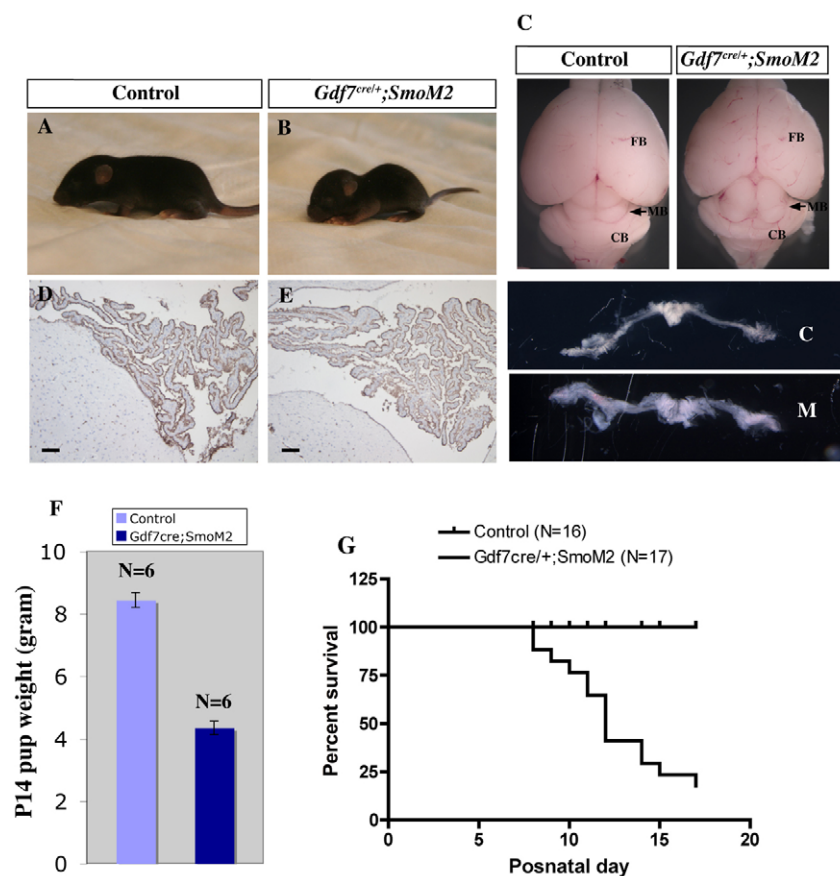 C
Control
Gdf7cre/+;SmoM2
Control
Gdf7cre/+;SmoM2
A
B
FB
MB
CB
FB
MB
CB
D
E
C
M
F
Control
Gdf7cre;SmoM2
P14 pup weight (gram)
10
8
6
4
2
0
N=6
N=6
G
Control (N=16)
Gdf7cre/+;SmoM2 (N=17)
Percent survival
125
100
75
50
25
0
0
5
10
15
20
Posnatal day